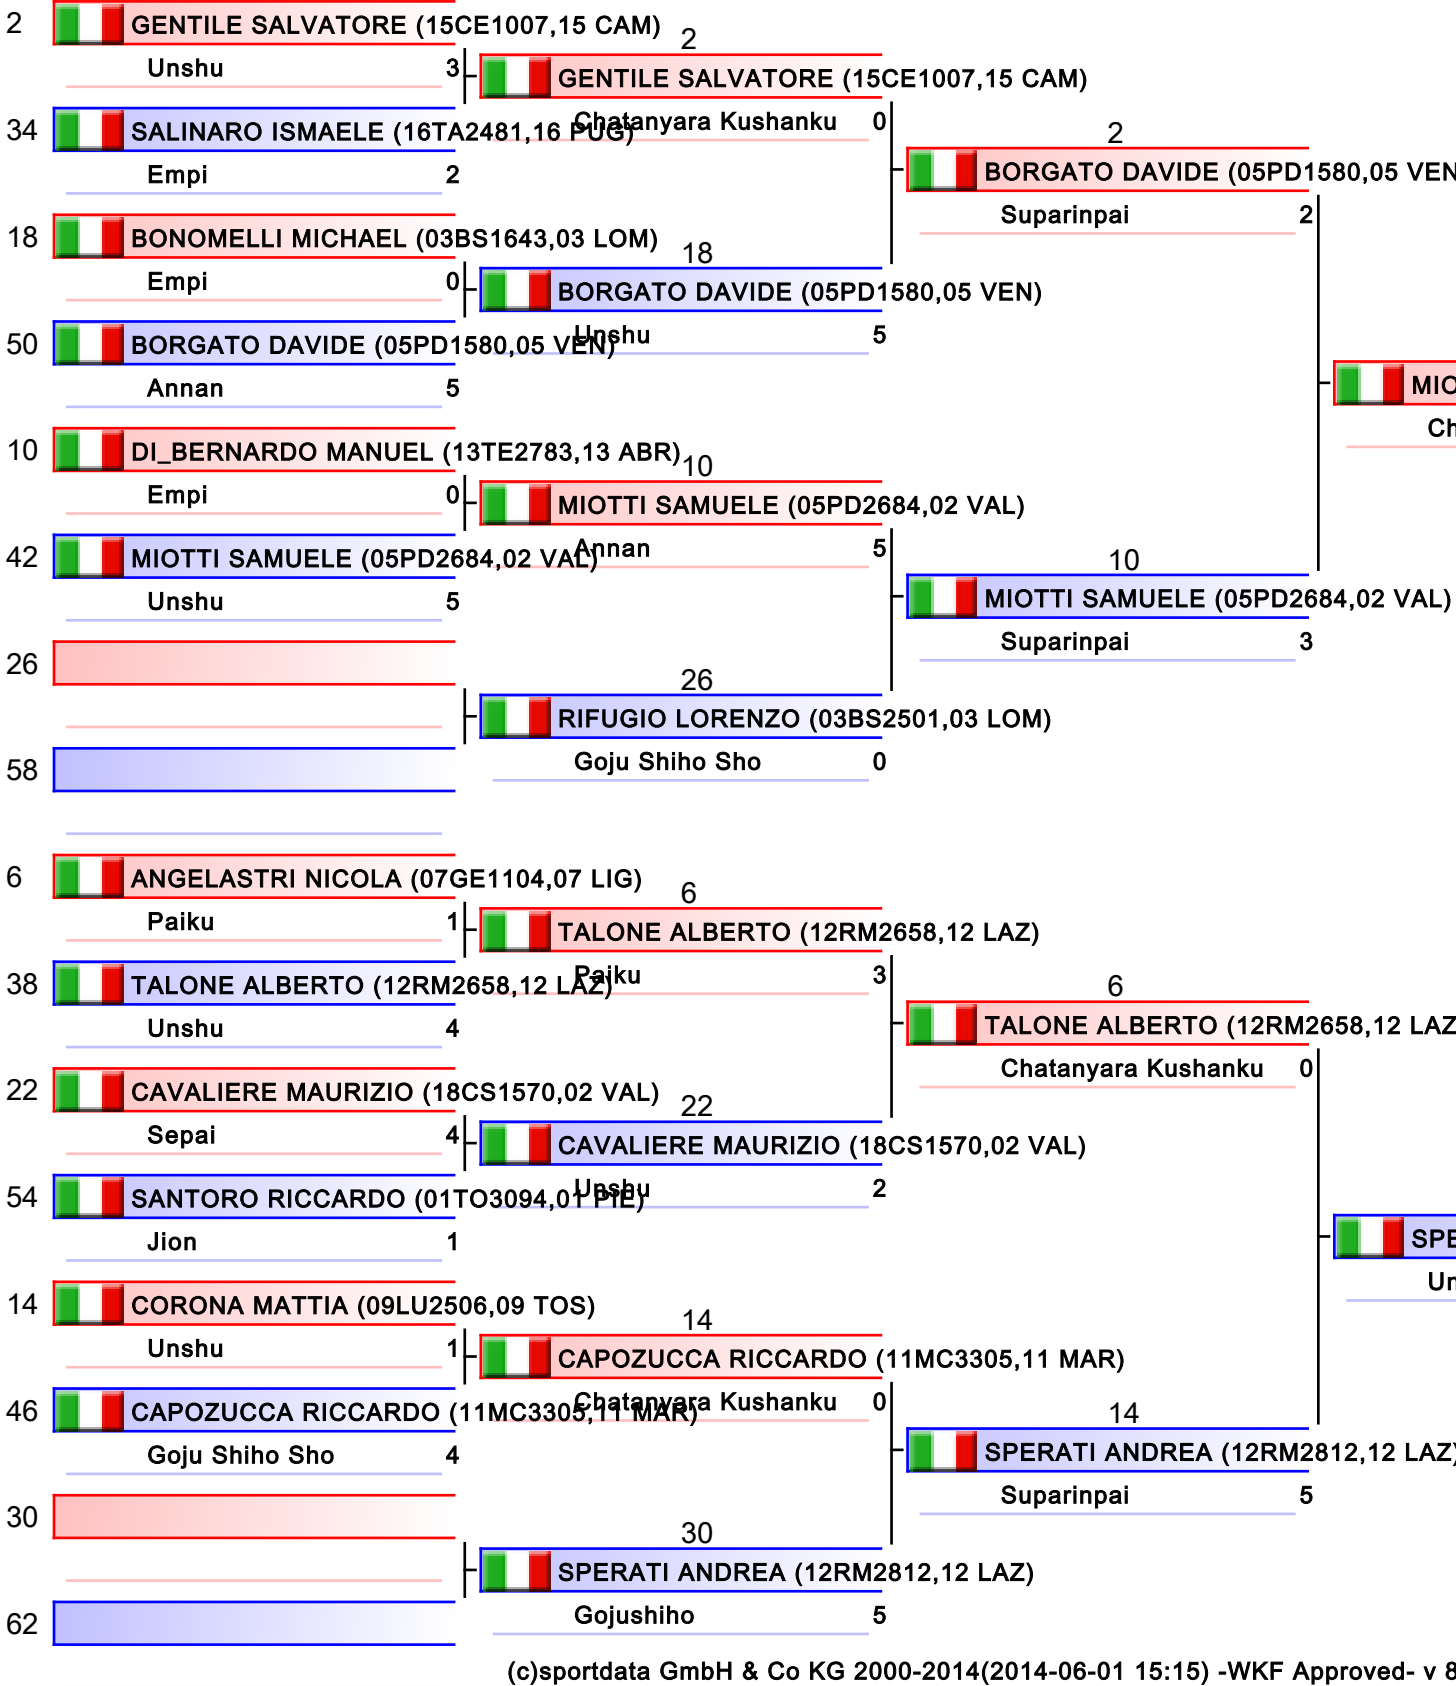 2 GENTILE SALVATORE (15CE1007,15 CAM)
Unshu 3
34 SALINARO ISMAELE (16TA2481,16 PUG)
Empi 2
18 BONOMELLI MICHAEL (03BS1643,03 LOM)
Empi 0
50 BORGATO DAVIDE (05PD1580,05 VEN)
Annan 5
10 DI_BERNARDO MANUEL (13TE2783,13 ABR)
Empi 0
42 MIOTTI SAMUELE (05PD2684,02 VAL)
Unshu 5
26
58
6 ANGELASTRI NICOLA (07GE1104,07 LIG)
Paiku 1
38 TALONE ALBERTO (12RM2658,12 LAZ)
Unshu 4
22 CAVALIERE MAURIZIO (18CS1570,02 VAL)
Sepai 4
54 SANTORO RICCARDO (01TO3094,01 PIE)
Jion 1
14 CORONA MATTIA (09LU2506,09 TOS)
Unshu 1
46 CAPOZUCCA RICCARDO (11MC3305,11 MAR)
Goju Shiho Sho 4
30
62
2
GENTILE SALVATORE (15CE1007,15 CAM)
Chatanyara Kushanku 0
18
BORGATO DAVIDE (05PD1580,05 VEN)
Unshu 5
10
MIOTTI SAMUELE (05PD2684,02 VAL)
Annan 5
26
RIFUGIO LORENZO (03BS2501,03 LOM)
Goju Shiho Sho 0
6
TALONE ALBERTO (12RM2658,12 LAZ)
Paiku 3
22
CAVALIERE MAURIZIO (18CS1570,02 VAL)
Unshu 2
14
CAPOZUCCA RICCARDO (11MC3305,11 MAR)
Chatanyara Kushanku 0
30
SPERATI ANDREA (12RM2812,12 LAZ)
Gojushiho 5
2
BORGATO DAVIDE (05PD1580,05 VEN
Suparinpai 2
10
MIOTTI SAMUELE (05PD2684,02 VAL)
Suparinpai 3
6
TALONE ALBERTO (12RM2658,12 LAZ
Chatanyara Kushanku 0
14
SPERATI ANDREA (12RM2812,12 LAZ)
Suparinpai 5
MIO
Ch
SPE
Un
(c)sportdata GmbH & Co KG 2000-2014(2014-06-01 15:15) -WKF Approved- v 8